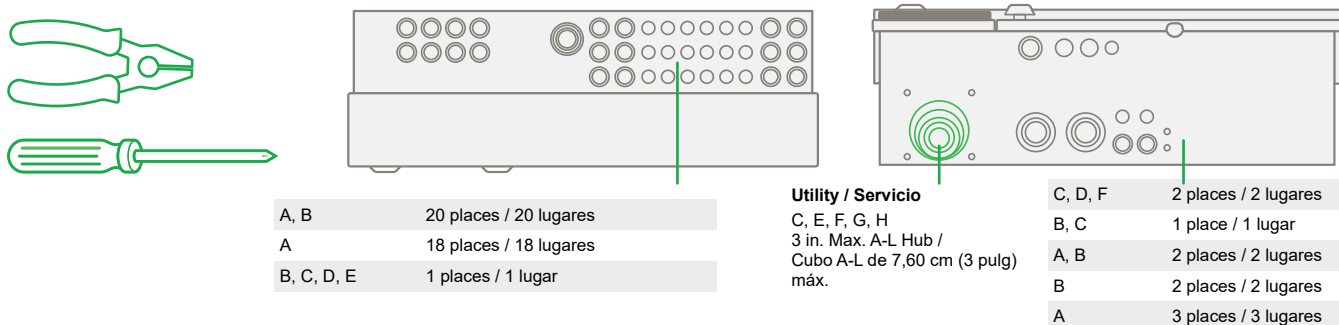 A, B 20 places / 20 lugares
A 18 places / 18 lugares
B, C, D, E 1 places / 1 lugar
Utility / Servicio
C, E, F, G, H
3 in. Max. A-L Hub /
Cubo A-L de 7,60 cm (3 pulg)
máx.
C, D, F 2 places / 2 lugares
B, C 1 place / 1 lugar
A, B 2 places / 2 lugares
B 2 places / 2 lugares
A 3 places / 3 lugares